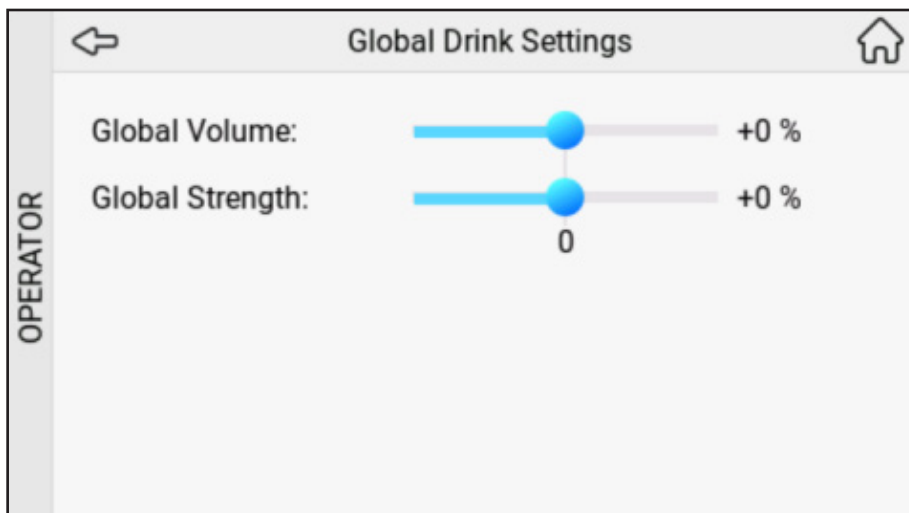 Global Drink Settings
Global Volume: +0 %
Global Strength: +0 %
0
OPERATOR